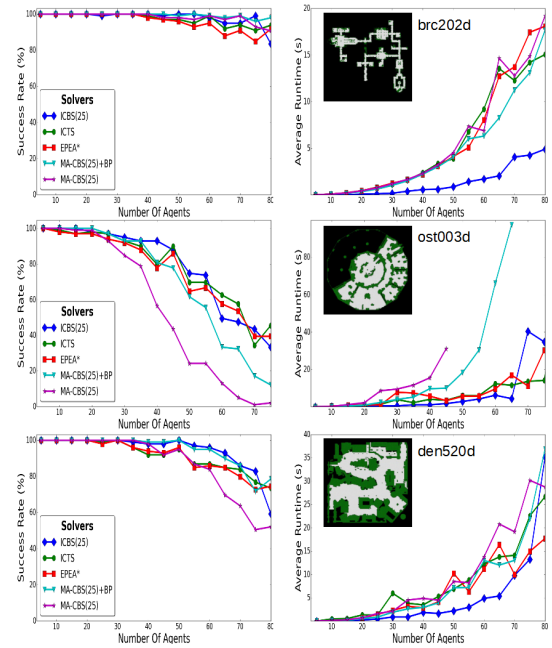 Success Rate (%)
100
80
60
40
20
0
Solvers
ICBS(25)
ICTS
EPEA*
MA-CBS(25)+BP
MA-CBS(25)
10 20 30 40 50 60 70 80
Number Of Agents
Average Runtime (s)
20
15
10
5
brc202d
10 20 30 40 50 60 70 80
Number Of Agents
Success Rate (%)
100
80
60
40
20
0
Solvers
ICBS(25)
ICTS
EPEA*
MA-CBS(25)+BP
MA-CBS(25)
10 20 30 40 50 60 70 80
Number Of Agents
Average Runtime (s)
80
60
40
20
0
ost003d
10 20 30 40 50 60 70 80
Number Of Agents
Success Rate (%)
100
80
60
40
20
0
Solvers
ICBS(25)
ICTS
EPEA*
MA-CBS(25)+BP
MA-CBS(25)
10 20 30 40 50 60 70 80
Number Of Agents
Average Runtime (s)
40
35
30
25
20
15
10
5
den520d
10 20 30 40 50 60 70 80
Number Of Agents